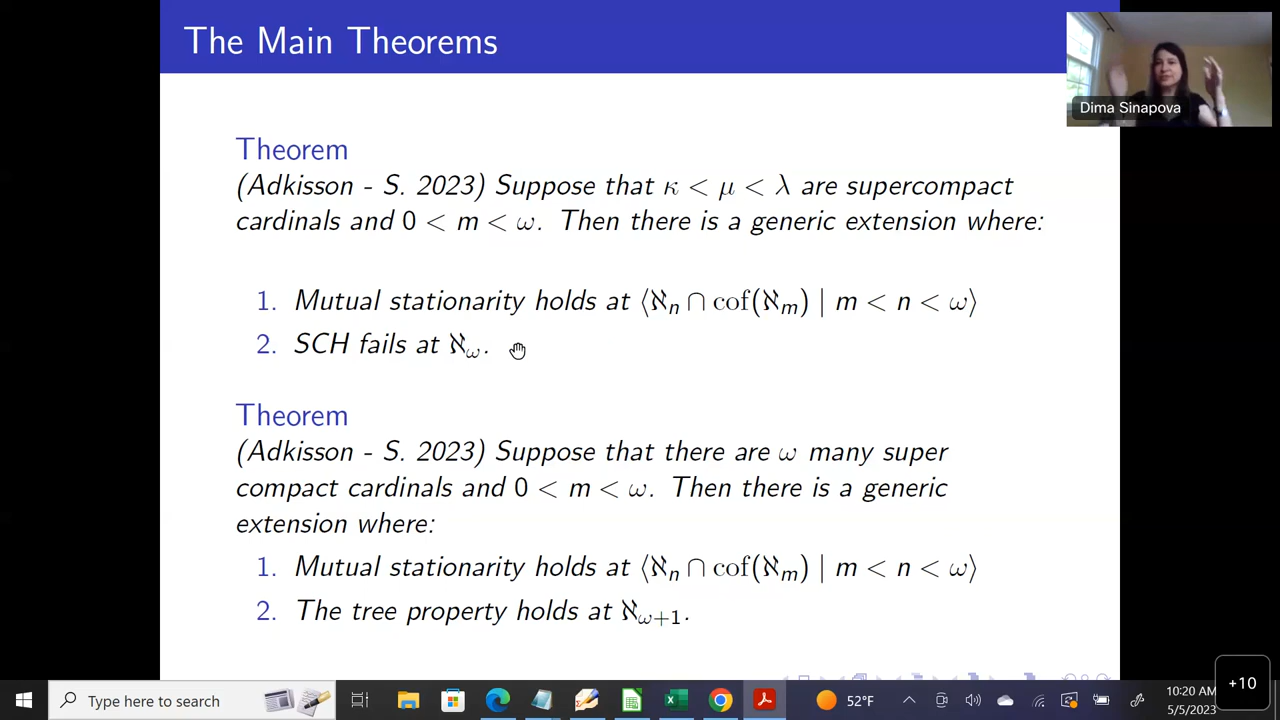 The Main Theorems
Dima Sinapova
Theorem
(Adkisson - S. 2023) Suppose that κ < μ < λ are supercompact
cardinals and 0 < m < ω. Then there is a generic extension where:
1. Mutual stationarity holds at ⟨ℵₙ ∩ cof(ℵₘ) | m < n < ω⟩
2. SCH fails at ℵ_ω.
Theorem
(Adkisson - S. 2023) Suppose that there are ω many super
compact cardinals and 0 < m < ω. Then there is a generic
extension where:
1. Mutual stationarity holds at ⟨ℵₙ ∩ cof(ℵₘ) | m < n < ω⟩
2. The tree property holds at ℵ_{ω+1}.
+10
Type here to search
52°F
10:20 AM
5/5/2023